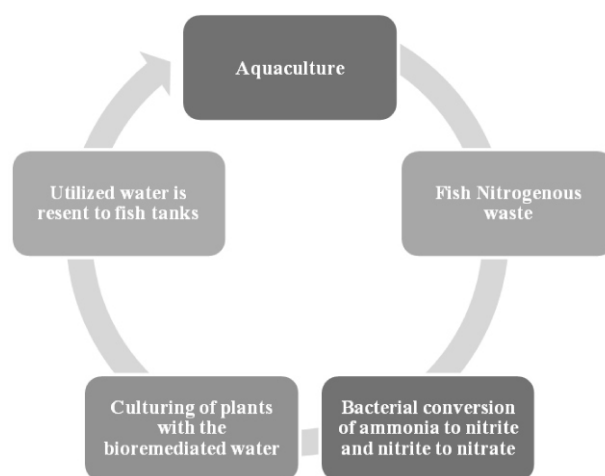 Aquaculture
Fish Nitrogenous
waste
Bacterial conversion
of ammonia to nitrite
and nitrite to nitrate
Culturing of plants
with the
bioremediated water
Utilized water is
resent to fish tanks